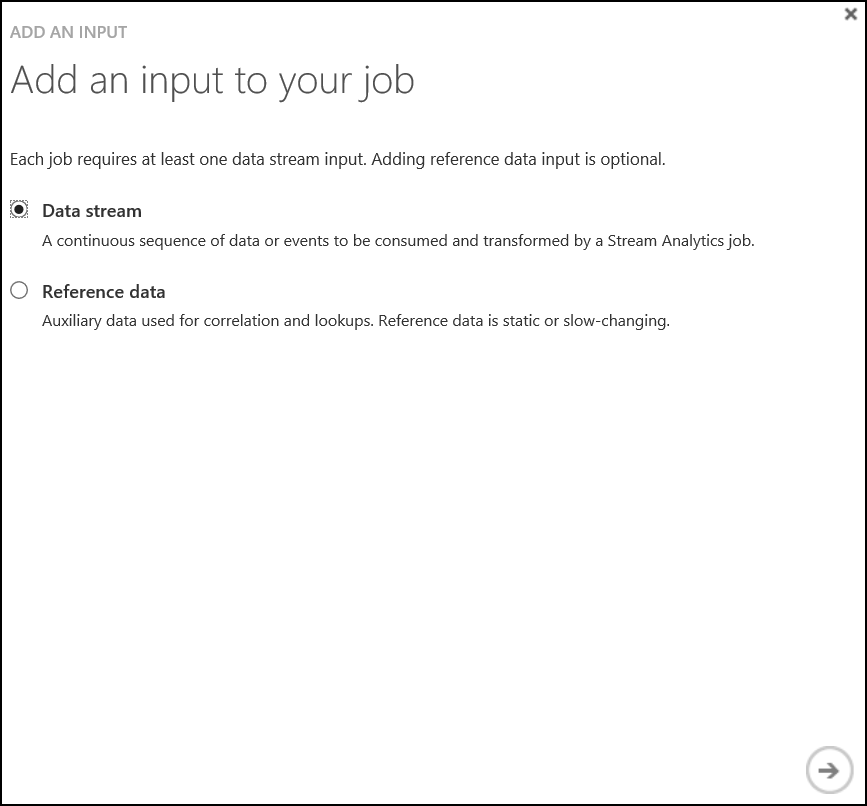 ADD AN INPUT
Add an input to your job
Each job requires at least one data stream input. Adding reference data input is optional.
Data stream
A continuous sequence of data or events to be consumed and transformed by a Stream Analytics job.
Reference data
Auxiliary data used for correlation and lookups. Reference data is static or slow-changing.